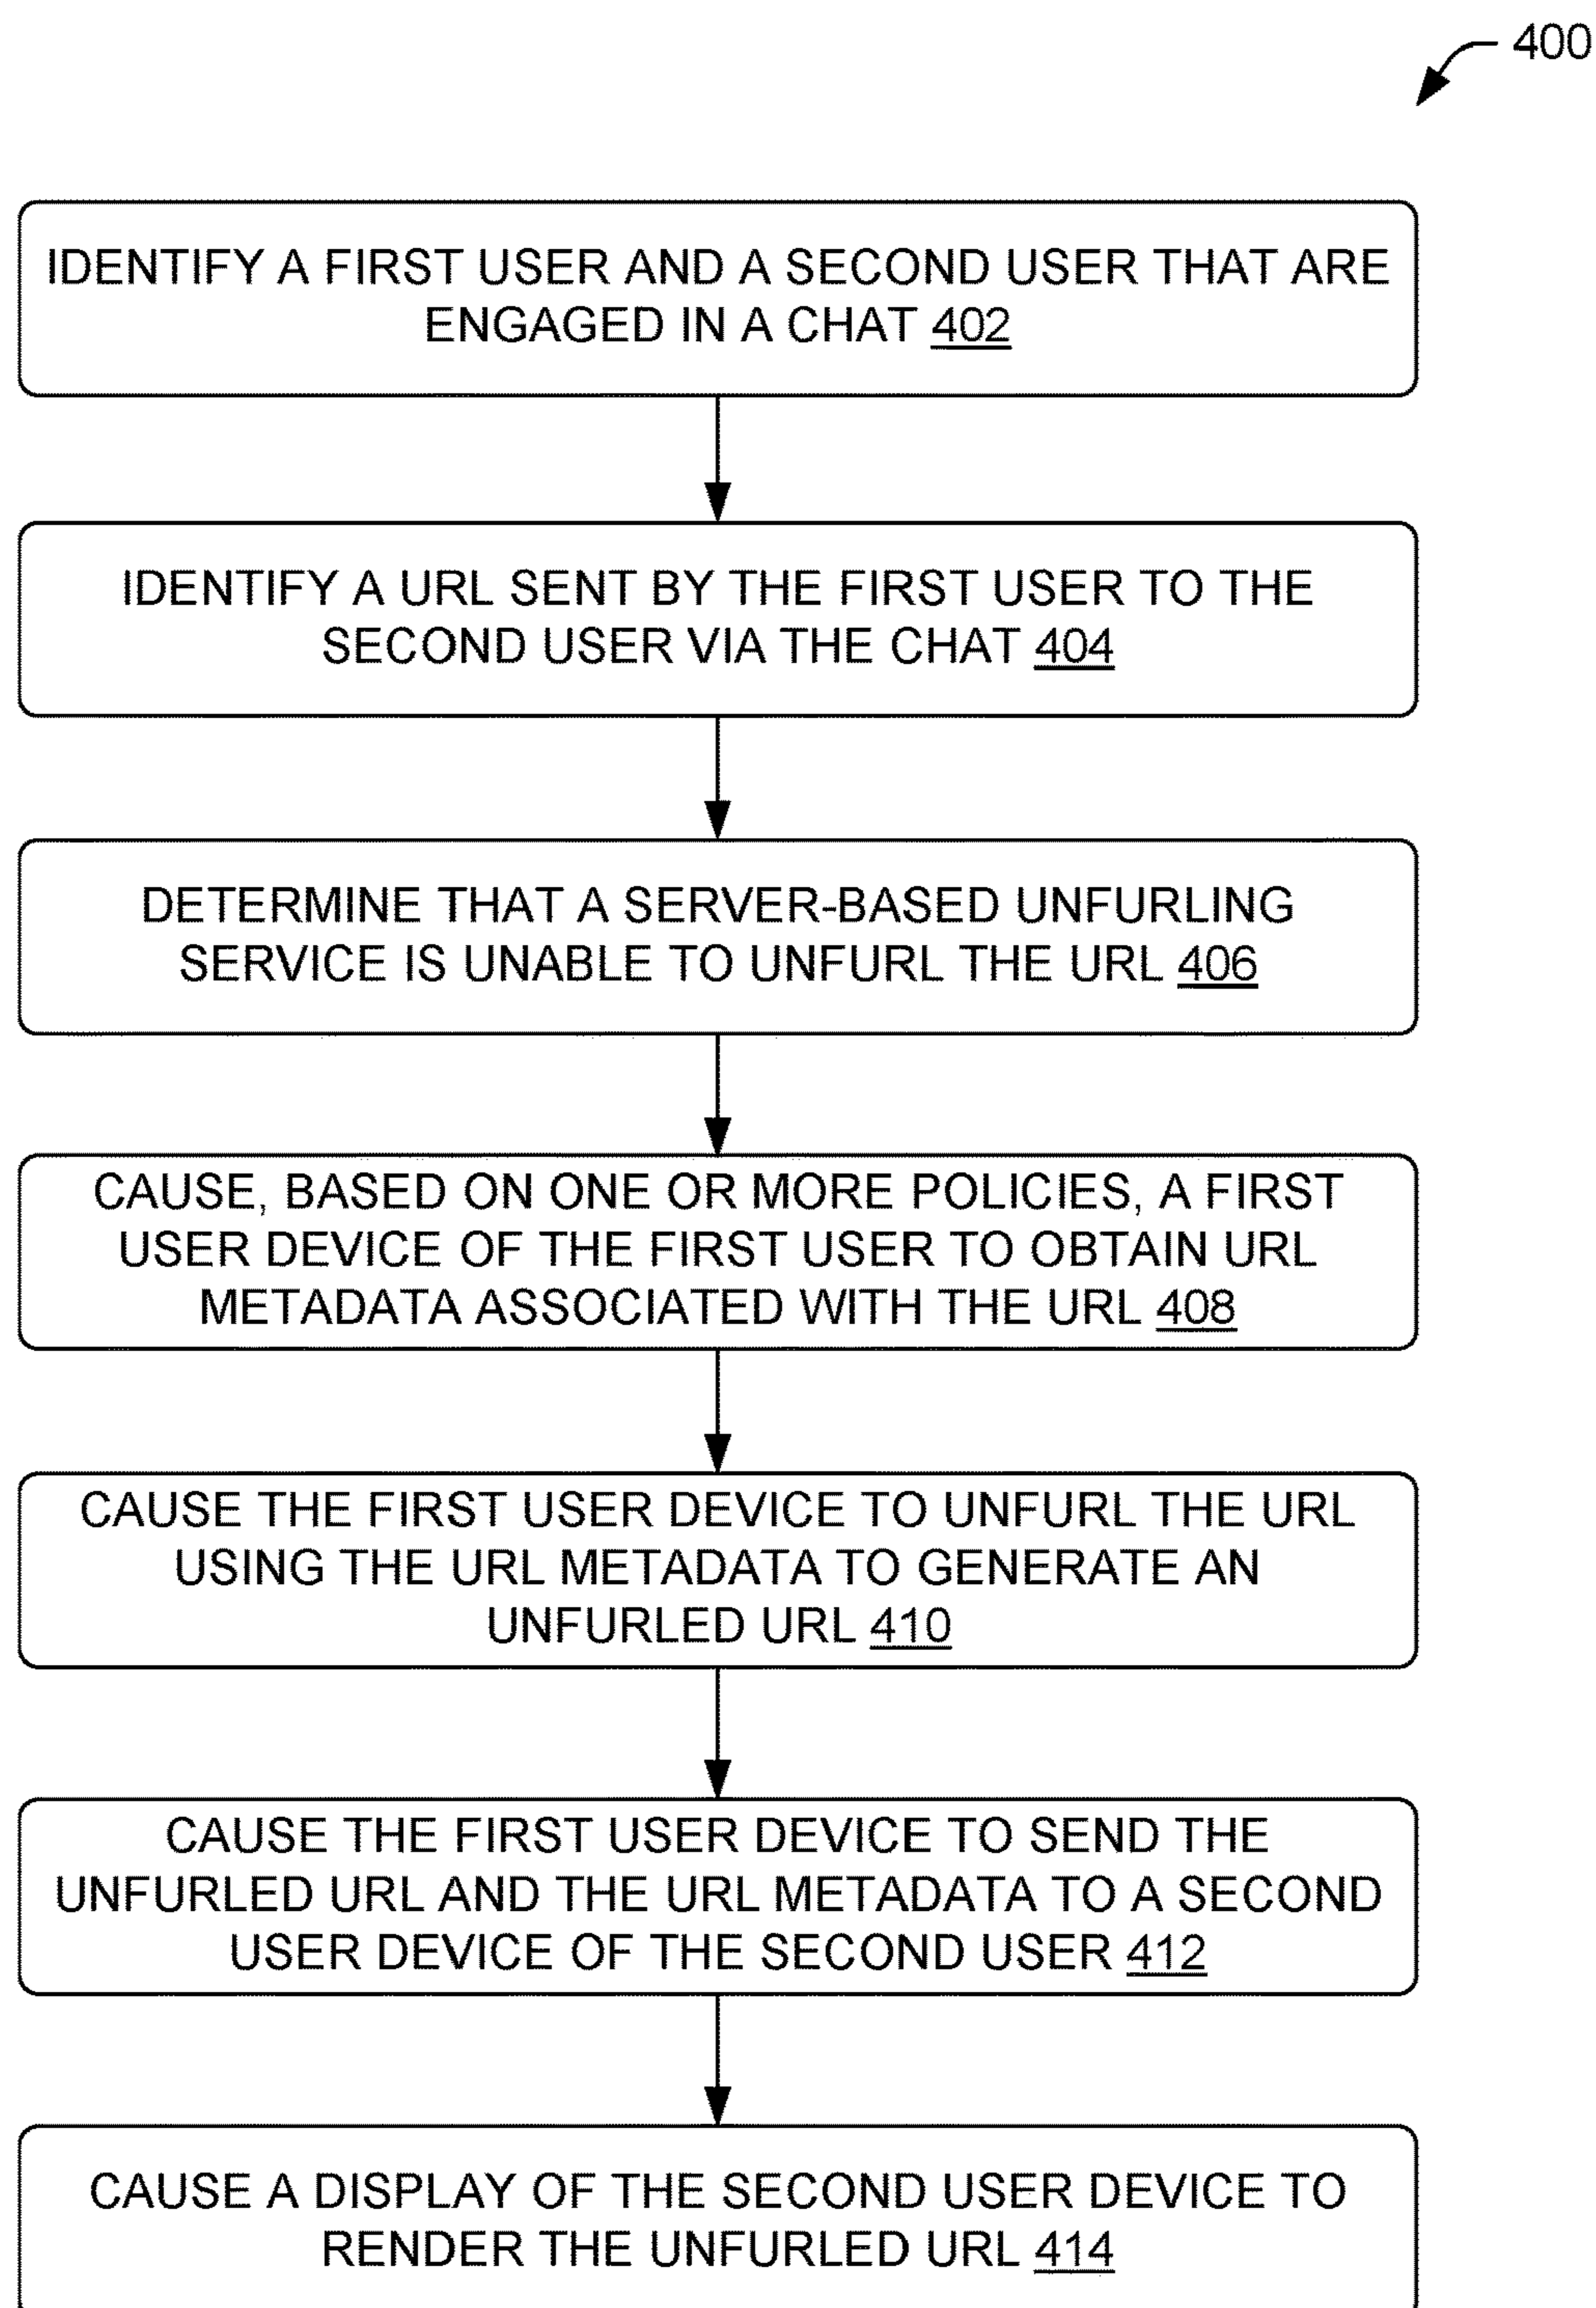 400
IDENTIFY A FIRST USER AND A SECOND USER THAT ARE
ENGAGED IN A CHAT 402
IDENTIFY A URL SENT BY THE FIRST USER TO THE
SECOND USER VIA THE CHAT 404
DETERMINE THAT A SERVER-BASED UNFURLING
SERVICE IS UNABLE TO UNFURL THE URL 406
CAUSE, BASED ON ONE OR MORE POLICIES, A FIRST
USER DEVICE OF THE FIRST USER TO OBTAIN URL
METADATA ASSOCIATED WITH THE URL 408
CAUSE THE FIRST USER DEVICE TO UNFURL THE URL
USING THE URL METADATA TO GENERATE AN
UNFURLED URL 410
CAUSE THE FIRST USER DEVICE TO SEND THE
UNFURLED URL AND THE URL METADATA TO A SECOND
USER DEVICE OF THE SECOND USER 412
CAUSE A DISPLAY OF THE SECOND USER DEVICE TO
RENDER THE UNFURLED URL 414